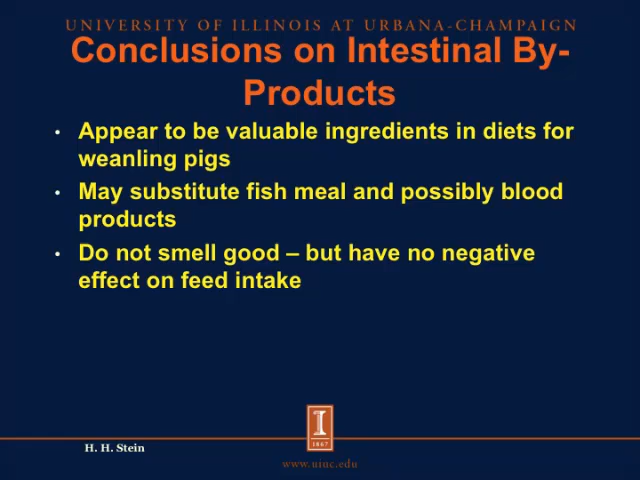 UNIVERSITY OF ILLINOIS AT URBANA-CHAMPAIGN
Conclusions on Intestinal By-
Products
• Appear to be valuable ingredients in diets for
weanling pigs
• May substitute fish meal and possibly blood
products
• Do not smell good – but have no negative
effect on feed intake
I
1867
H. H. Stein
www.uiuc.edu